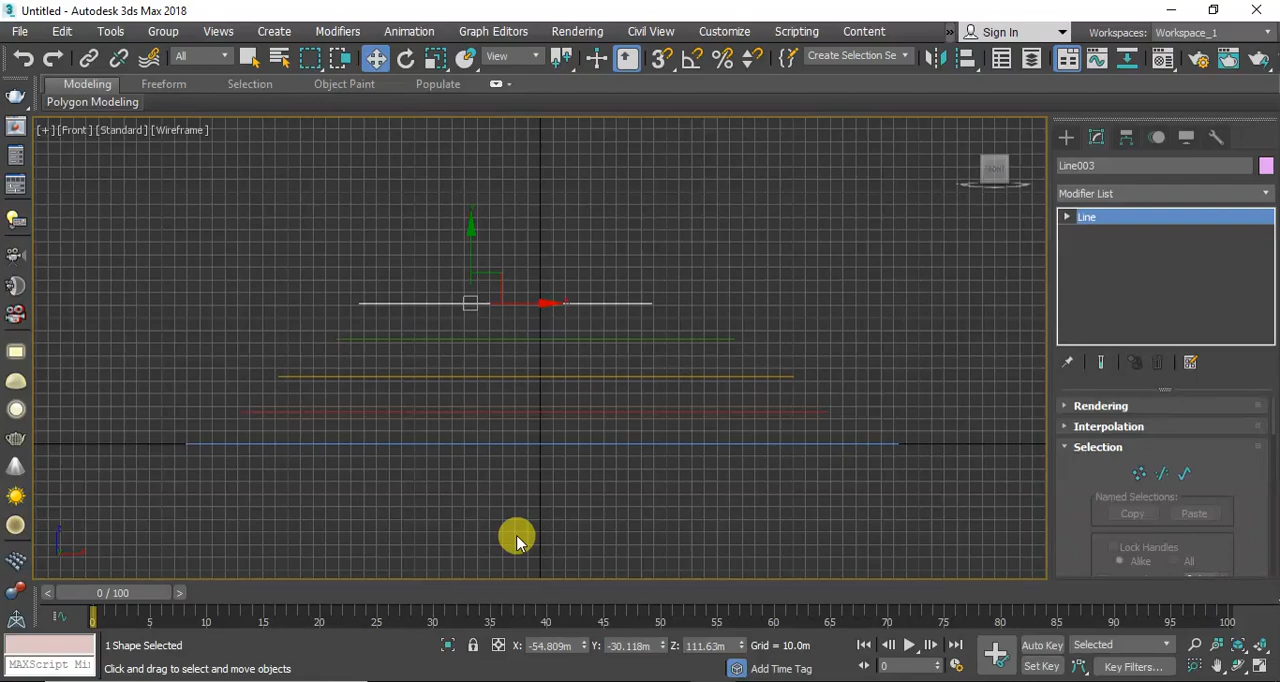 Untitled - Autodesk 3ds Max 2018
File Edit Tools Group Views Create Modifiers Animation Graph Editors Rendering Civil View Customize Scripting Content » Sign In Workspaces: Workspace_1
All View Create Selection Se
Modeling Freeform Selection Object Paint Populate
Polygon Modeling
[+] [Front] [Standard] [Wireframe]
FRONT
Line003
Modifier List
Line
Rendering
Interpolation
Selection
Named Selections:
Copy Paste
Lock Handles
Alike All
< 0 / 100 >
0 5 10 15 20 25 30 35 40 45 50 55 60 65 70 75 80 85 90 95 100
1 Shape Selected X: -54.809m Y: -30.118m Z: 111.63m Grid = 10.0m Auto Key Selected
MAXScript Mi Click and drag to select and move objects Add Time Tag 0 Set Key Key Filters...